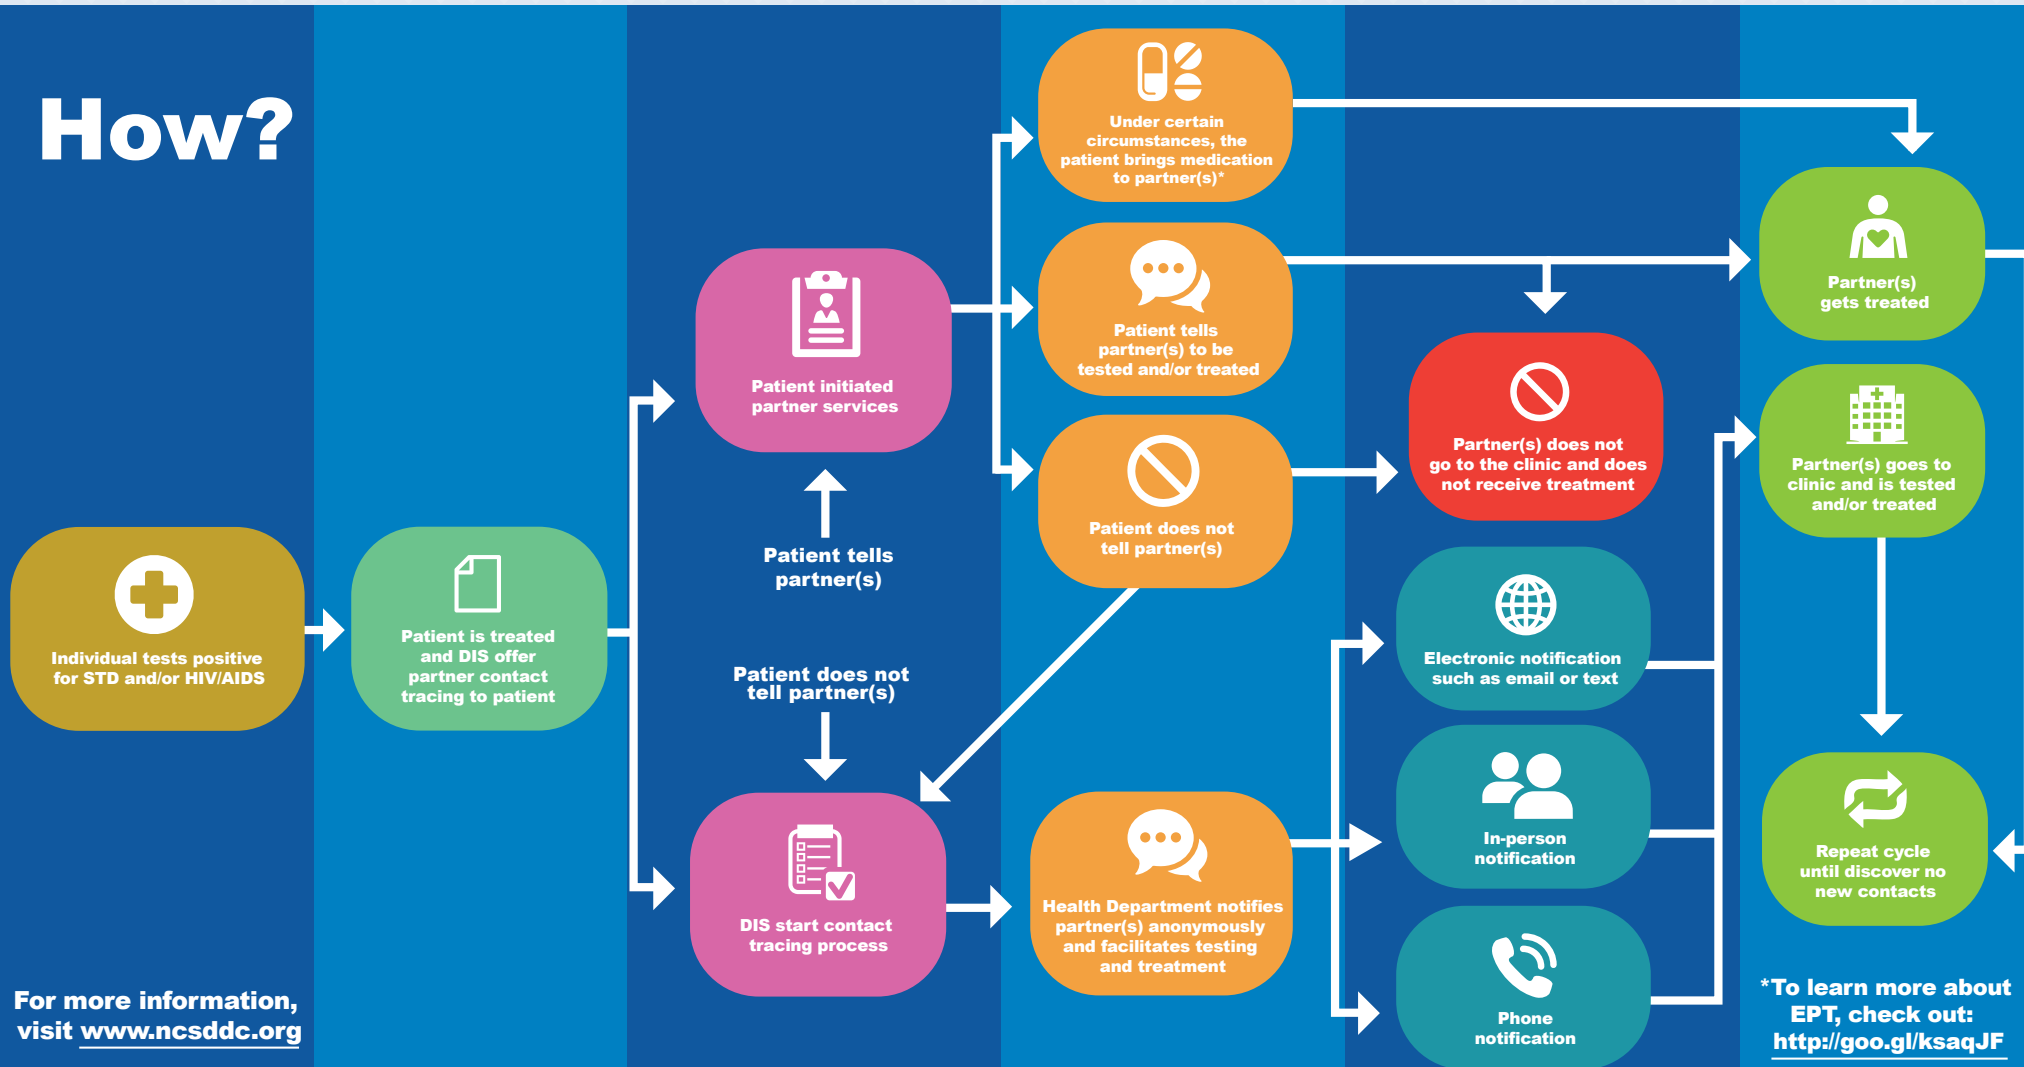 How?
Individual tests positive
for STD and/or HIV/AIDS
Patient is treated
and DIS offer
partner contact
tracing to patient
Patient initiated
partner services
Patient tells
partner(s)
Patient does not
tell partner(s)
DIS start contact
tracing process
Under certain
circumstances, the
patient brings medication
to partner(s)*
Patient tells
partner(s) to be
tested and/or treated
Patient does not
tell partner(s)
Health Department notifies
partner(s) anonymously
and facilitates testing
and treatment
Partner(s) does not
go to the clinic and does
not receive treatment
Electronic notification
such as email or text
In-person
notification
Phone
notification
Partner(s)
gets treated
Partner(s) goes to
clinic and is tested
and/or treated
Repeat cycle
until discover no
new contacts
For more information,
visit www.ncsddc.org
*To learn more about
EPT, check out:
http://goo.gl/ksaqJF